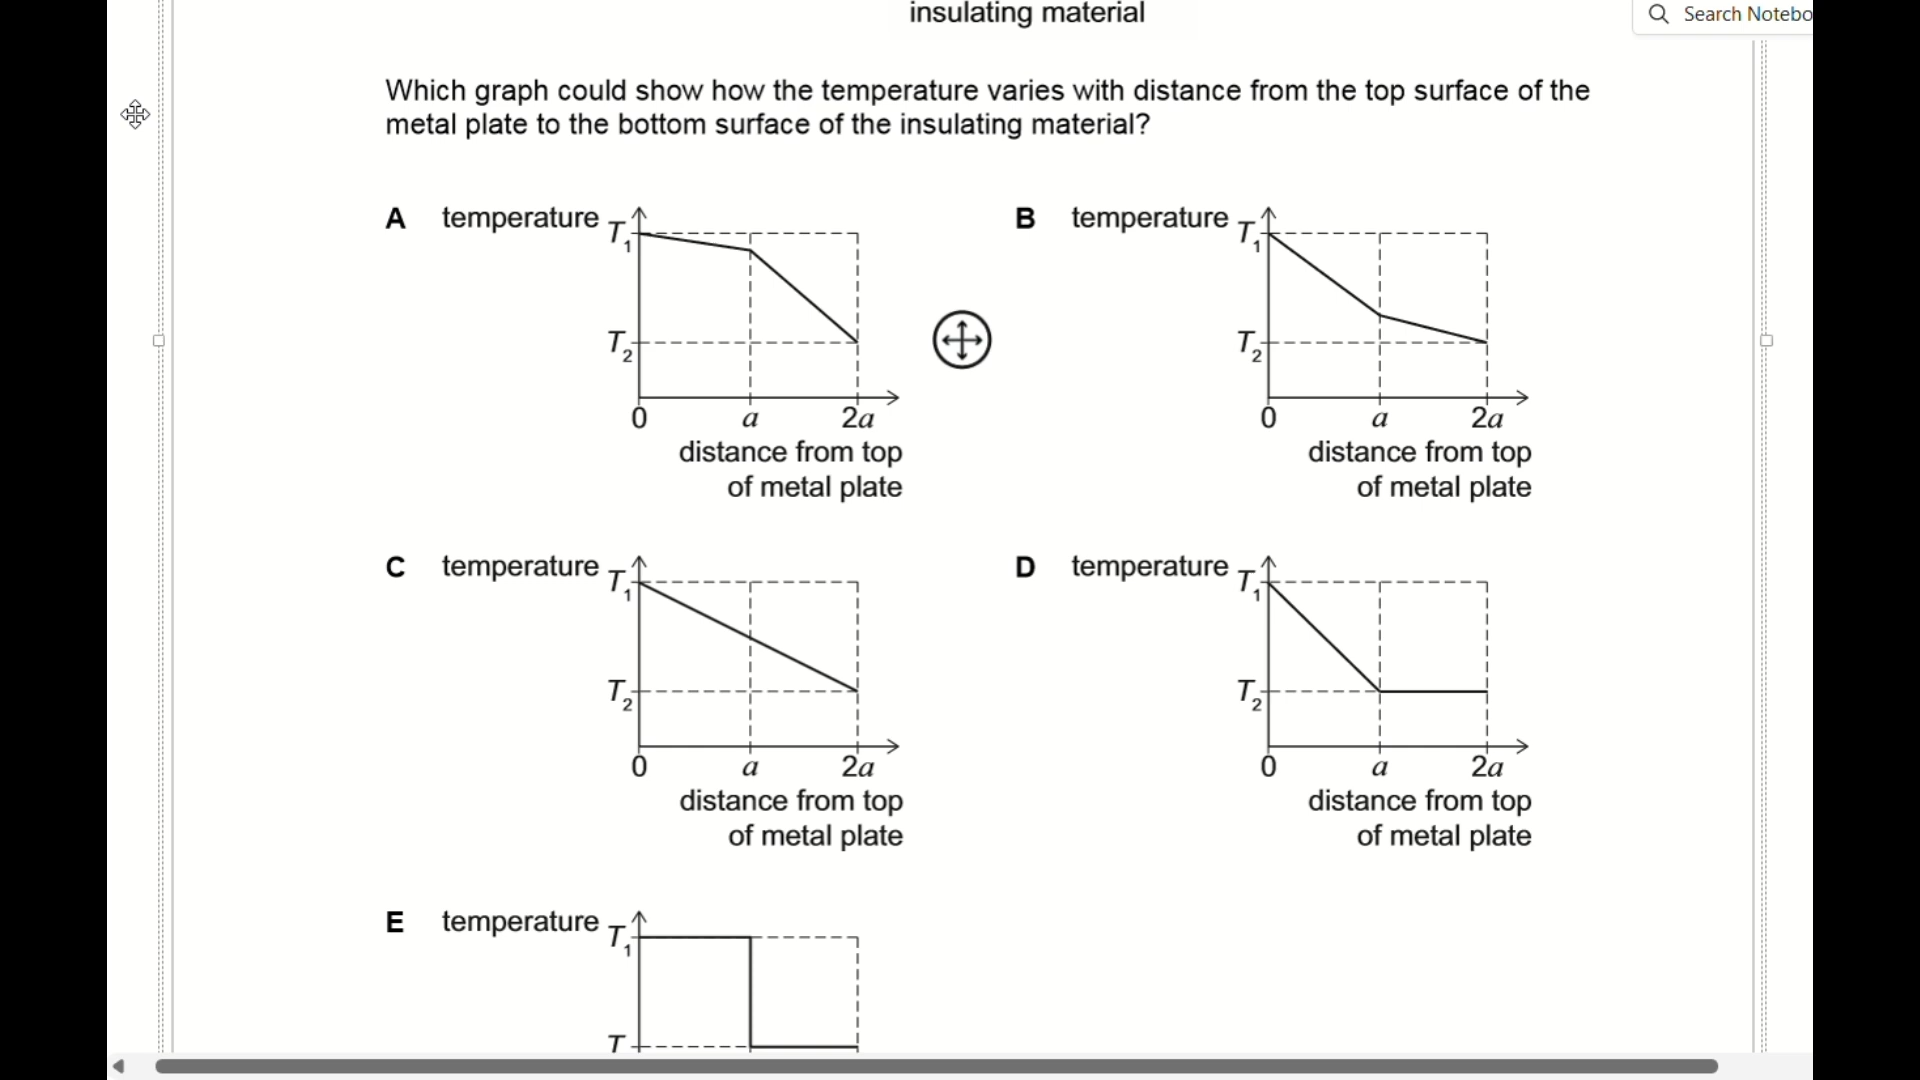 insulating material
Search Notebo
Which graph could show how the temperature varies with distance from the top surface of the
metal plate to the bottom surface of the insulating material?
A temperature T1
T2
0 a 2a
distance from top
of metal plate
B temperature T1
T2
0 a 2a
distance from top
of metal plate
C temperature T1
T2
0 a 2a
distance from top
of metal plate
D temperature T1
T2
0 a 2a
distance from top
of metal plate
E temperature T1
T